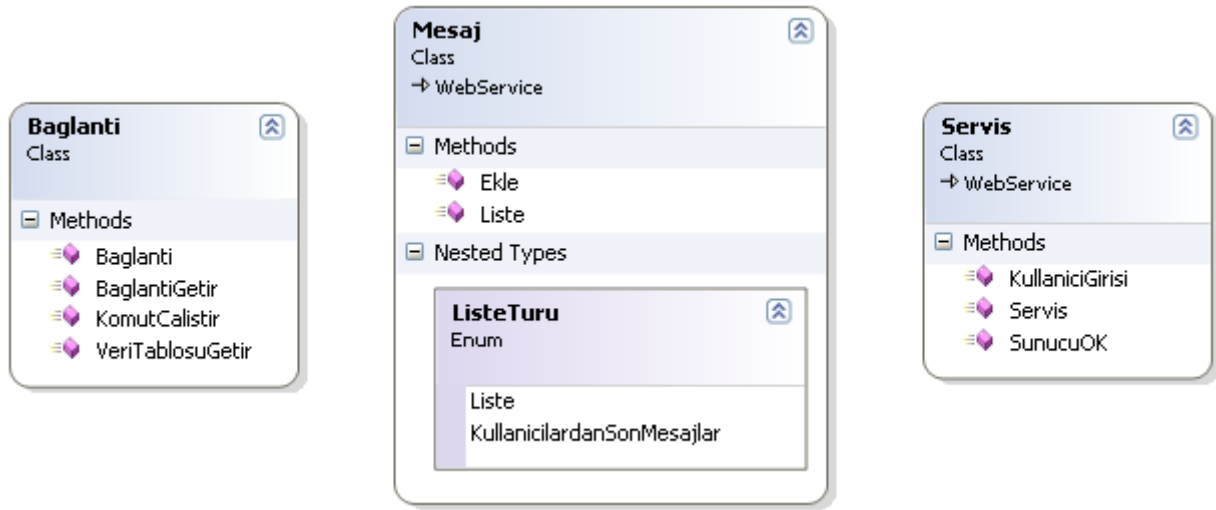 Baglanti
Class
Methods
Baglanti
BaglantiGetir
KomutCalistir
VeriTablosuGetir
Mesaj
Class
WebService
Methods
Ekle
Liste
Nested Types
ListeTuru
Enum
Liste
KullanicilardanSonMesajlar
Servis
Class
WebService
Methods
KullaniciGirisi
Servis
SunucuOK